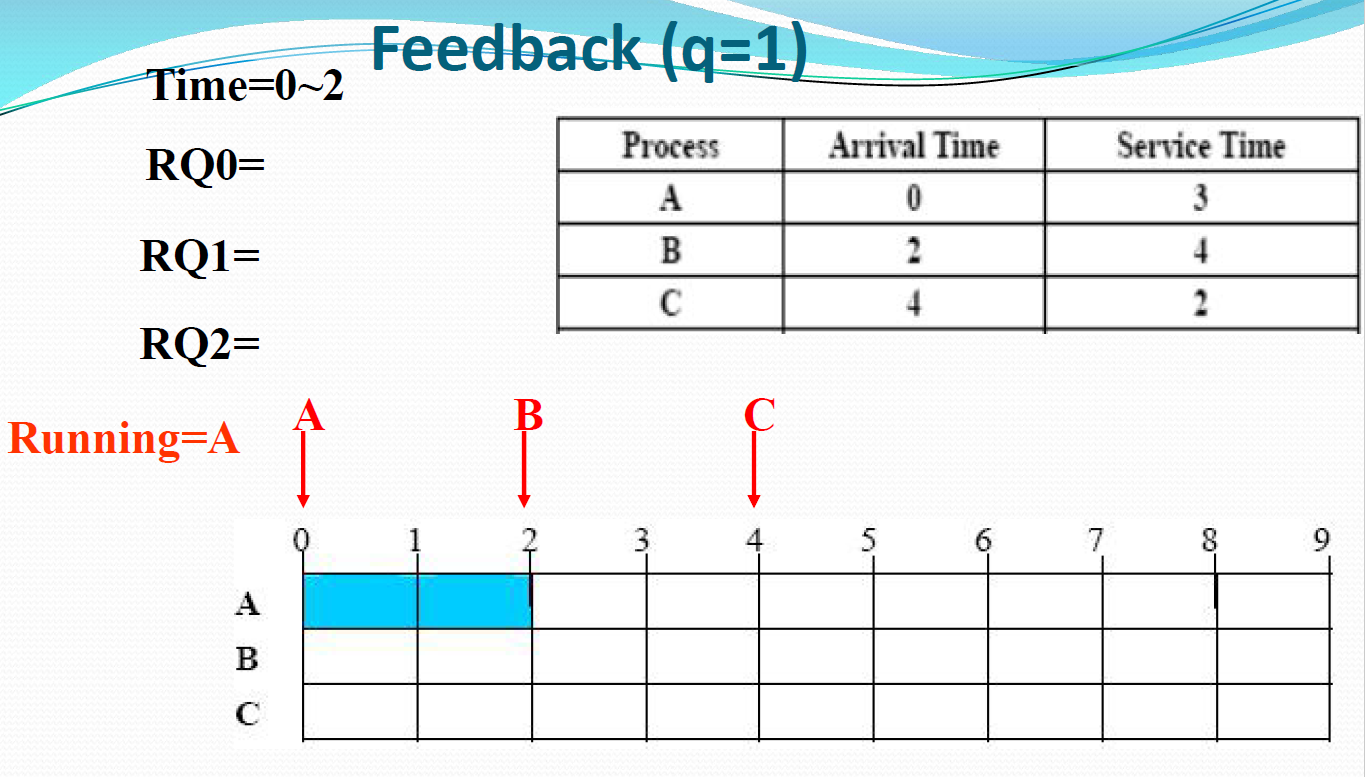 Feedback (q=1)
Time=0~2
RQ0=
RQ1=
RQ2=
Process Arrival Time Service Time
A 0 3
B 2 4
C 4 2
Running=A
A B C
0 1 2 3 4 5 6 7 8 9
A
B
C